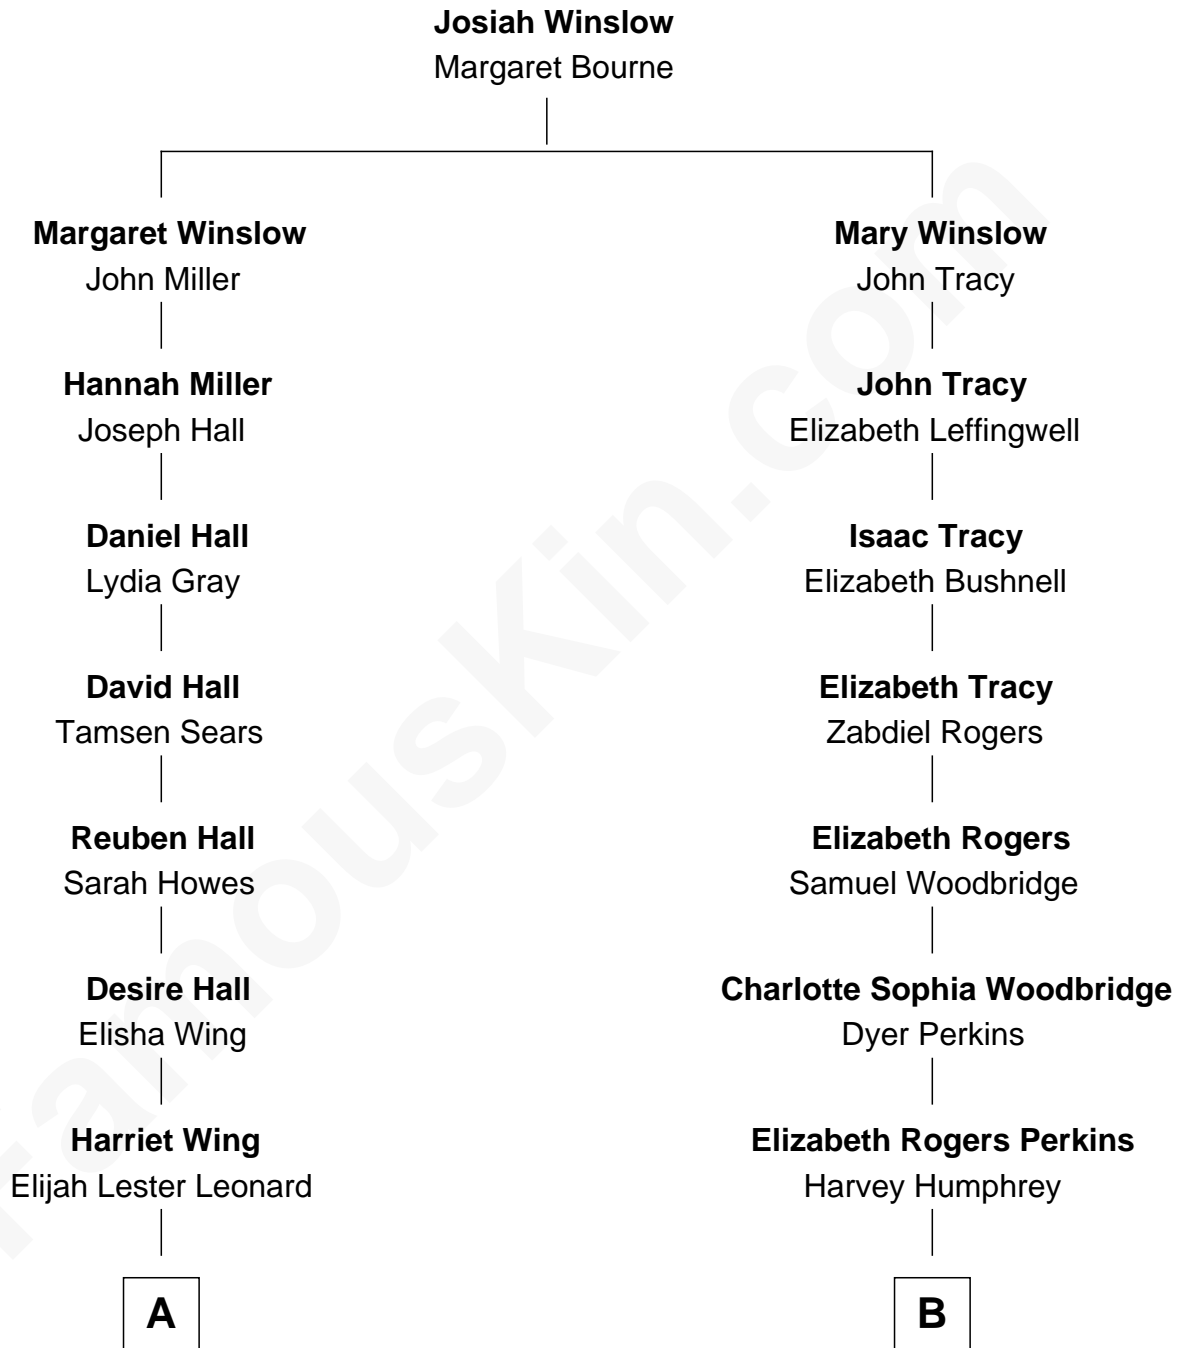 Josiah Winslow
Margaret Bourne
Margaret Winslow
John Miller
Mary Winslow
John Tracy
Hannah Miller
Joseph Hall
John Tracy
Elizabeth Leffingwell
Daniel Hall
Lydia Gray
Isaac Tracy
Elizabeth Bushnell
David Hall
Tamsen Sears
Elizabeth Tracy
Zabdiel Rogers
Reuben Hall
Sarah Howes
Elizabeth Rogers
Samuel Woodbridge
Desire Hall
Elisha Wing
Charlotte Sophia Woodbridge
Dyer Perkins
Harriet Wing
Elijah Lester Leonard
Elizabeth Rogers Perkins
Harvey Humphrey
A
B
FamousKin.com